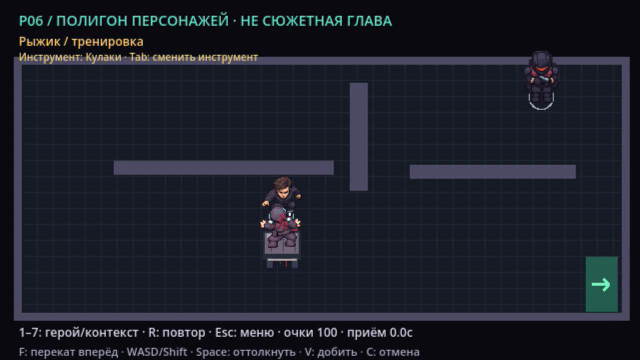 P06 / ПОЛИГОН ПЕРСОНАЖЕЙ · НЕ СЮЖЕТНАЯ ГЛАВА
Рыжик / тренировка
Инструмент: Кулаки · Tab: сменить инструмент
→
1–7: герой/контекст · R: повтор · Esc: меню · очки 100 · приём 0.0с
F: перекат вперёд · WASD/Shift · Space: оттолкнуть · V: добить · C: отмена